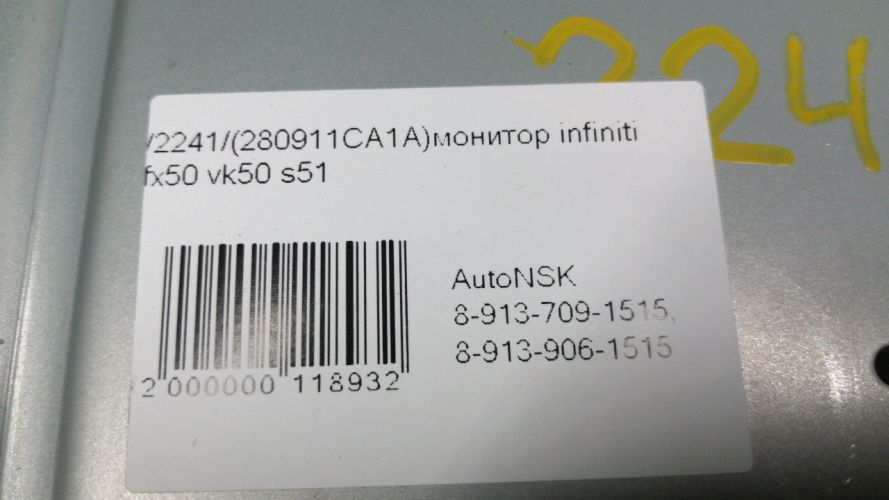 224
/2241/(280911CA1A)монитор infiniti
fx50 vk50 s51
AutoNSK
8-913-709-1515,
8-913-906-1515
2 000000 118932